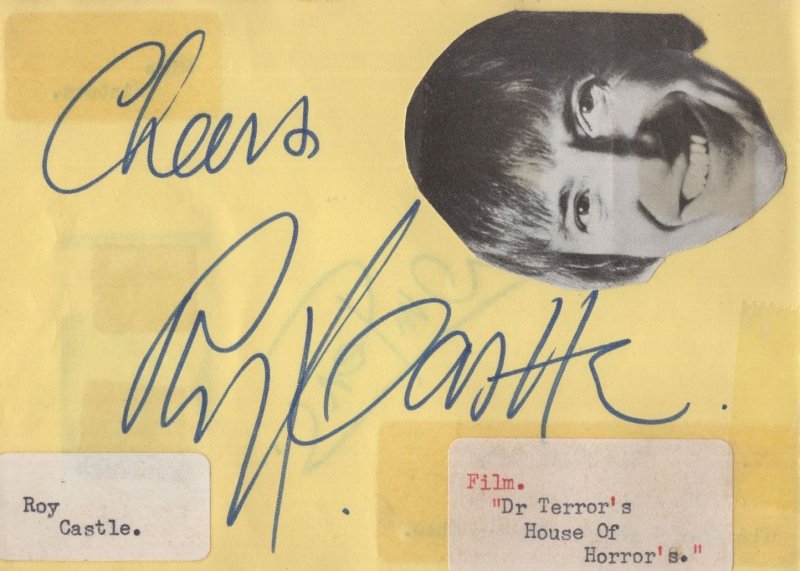 Cheers
Roy Castle.
Roy
Castle.
Film.
"Dr Terror's
House Of
Horror's."